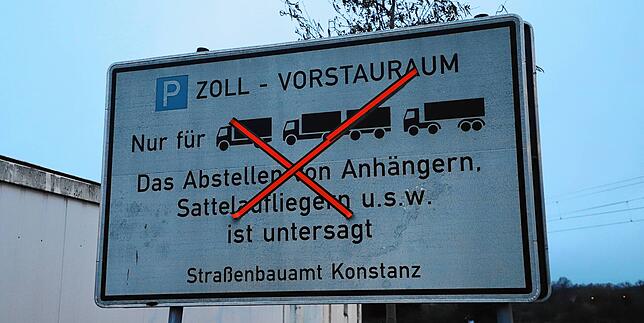 P ZOLL - VORSTAURAUM
Nur für
Das Abstellen von Anhängern,
Sattelaufliegern u.s.w.
ist untersagt
Straßenbauamt Konstanz